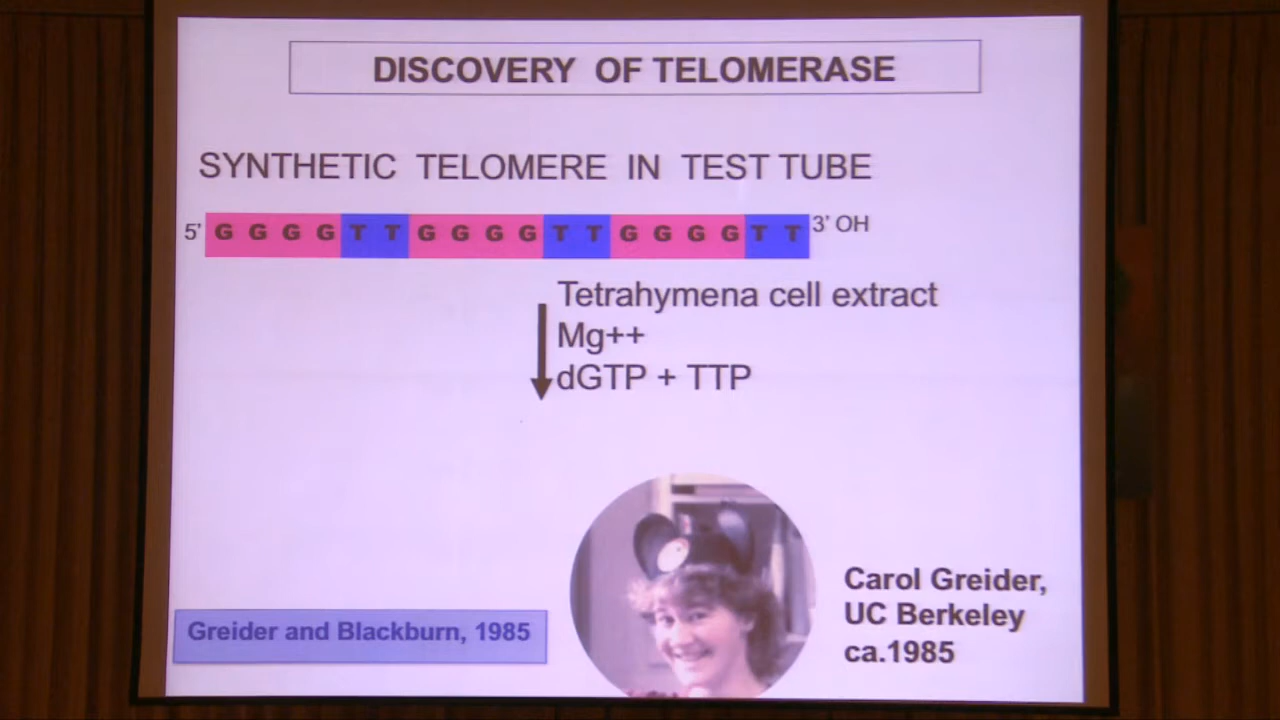 DISCOVERY OF TELOMERASE
SYNTHETIC TELOMERE IN TEST TUBE
5' G G G G T T G G G G T T G G G G T T 3' OH
Tetrahymena cell extract
Mg++
dGTP + TTP
Carol Greider,
UC Berkeley
ca.1985
Greider and Blackburn, 1985